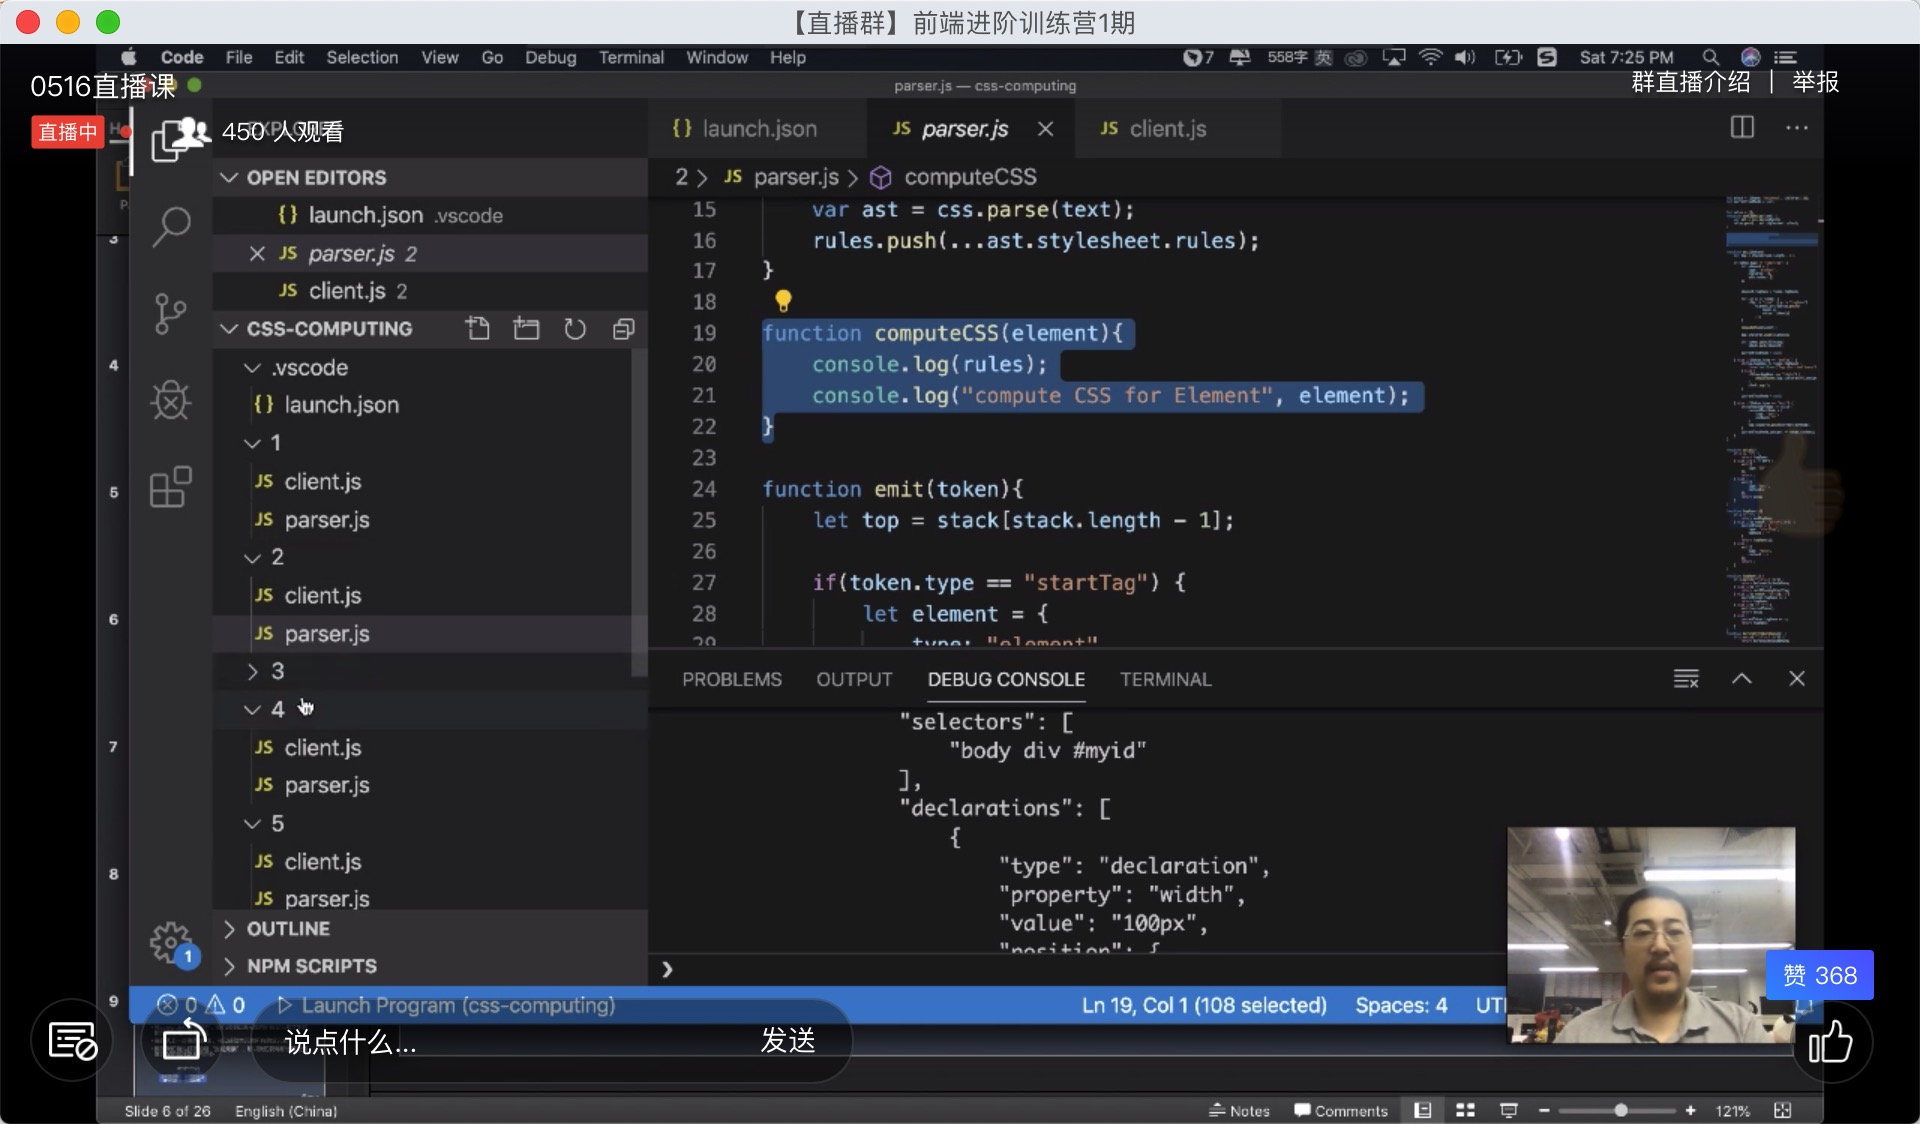 【直播群】前端进阶训练营1期
Code File Edit Selection View Go Debug Terminal Window Help
7 558字 英 Sat 7:25 PM
0516直播课
parser.js — css-computing
群直播介绍 | 举报
直播中
450 人观看
launch.json
JS parser.js
JS client.js
OPEN EDITORS
launch.json .vscode
JS parser.js 2
JS client.js 2
CSS-COMPUTING
.vscode
{} launch.json
1
JS client.js
JS parser.js
2
JS client.js
JS parser.js
3
4
JS client.js
JS parser.js
5
JS client.js
JS parser.js
OUTLINE
NPM SCRIPTS
3
4
5
6
7
8
9
2 > JS parser.js > computeCSS
15 var ast = css.parse(text);
16 rules.push(...ast.stylesheet.rules);
17 }
18
19 function computeCSS(element){
20 console.log(rules);
21 console.log("compute CSS for Element", element);
22 }
23
24 function emit(token){
25 let top = stack[stack.length - 1];
26
27 if(token.type == "startTag") {
28 let element = {
29 type: "element"
PROBLEMS OUTPUT DEBUG CONSOLE TERMINAL
"selectors": [
"body div #myid"
],
"declarations": [
{
"type": "declaration",
"property": "width",
"value": "100px",
"position": {
1
赞 368
0 0 Launch Program (css-computing)
Ln 19, Col 1 (108 selected) Spaces: 4
说点什么... 发送
Slide 6 of 26 English (China)
Notes Comments 121%